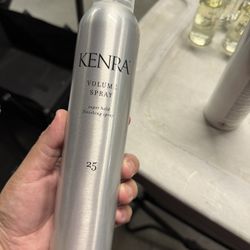 KENRA
VOLUME
SPRAY
super hold
finishing spray
25